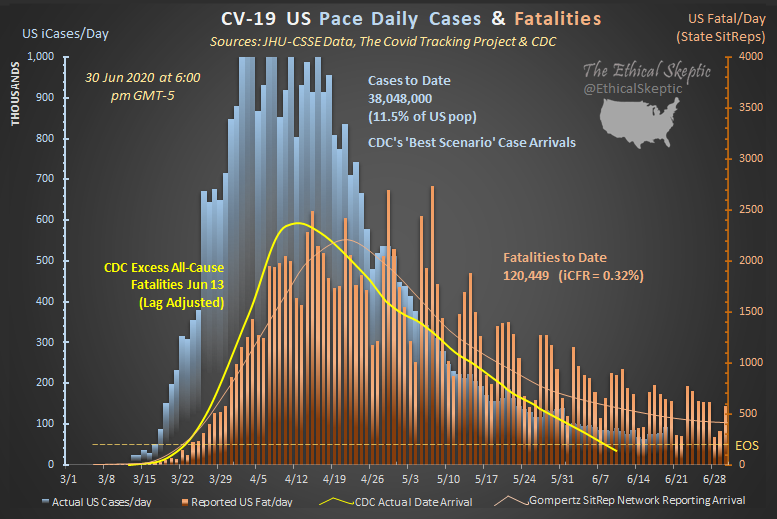 CV-19 US Pace Daily Cases & Fatalities
Sources: JHU-CSSE Data, The Covid Tracking Project & CDC
US iCases/Day
US Fatal/Day
(State SitReps)
THOUSANDS
1,000
900
800
700
600
500
400
300
200
100
0
30 Jun 2020 at 6:00
pm GMT-5
Cases to Date
38,048,000
(11.5% of US pop)
CDC's 'Best Scenario' Case Arrivals
The Ethical Skeptic
@EthicalSkeptic
CDC Excess All-Cause
Fatalities Jun 13
(Lag Adjusted)
Fatalities to Date
120,449 (iCFR = 0.32%)
4000
3500
3000
2500
2000
1500
1000
500
0
EOS
3/1 3/8 3/15 3/22 3/29 4/5 4/12 4/19 4/26 5/3 5/10 5/17 5/24 5/31 6/7 6/14 6/21 6/28
Actual US Cases/day Reported US Fat/day CDC Actual Date Arrival Gompertz SitRep Network Reporting Arrival